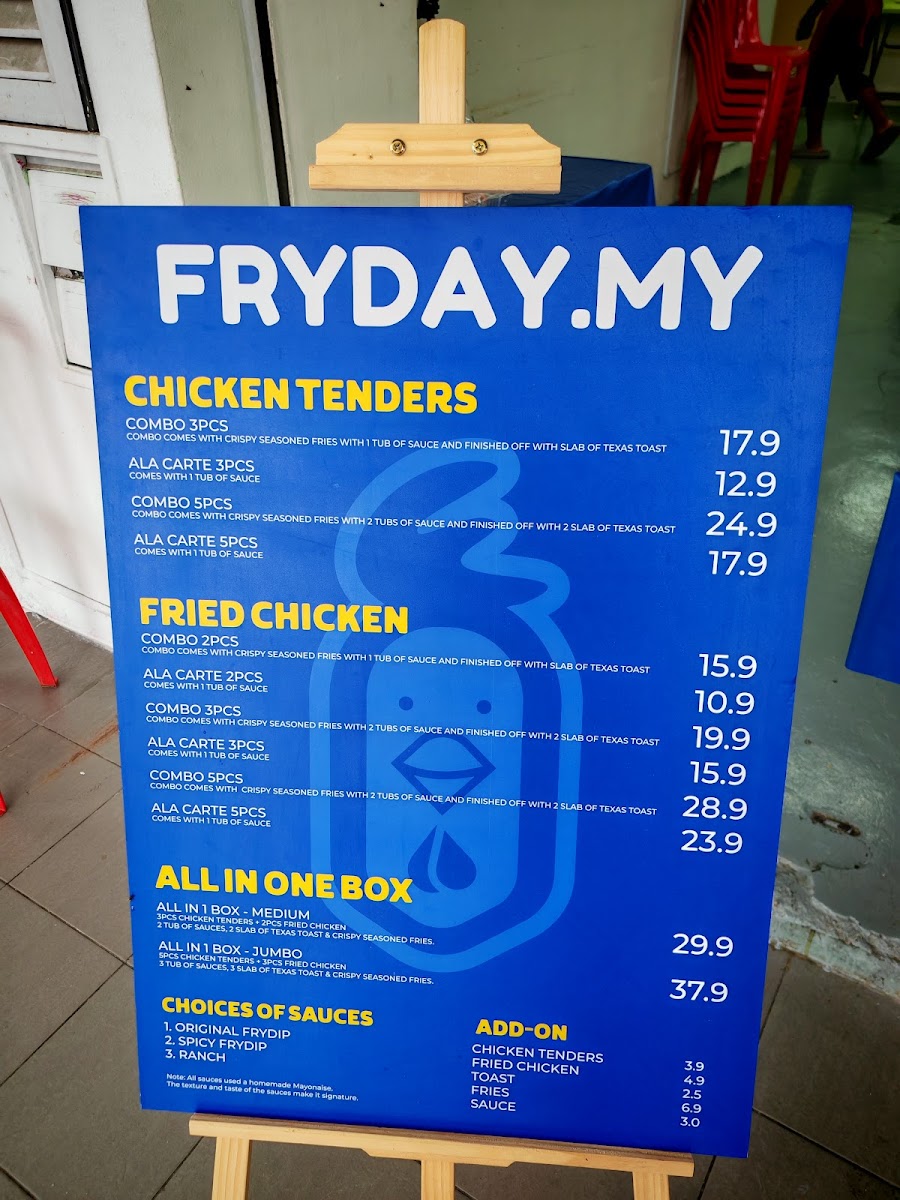 FRYDAY.MY
CHICKEN TENDERS
COMBO 3PCS 17.9
COMBO COMES WITH CRISPY SEASONED FRIES WITH 1 TUB OF SAUCE AND FINISHED OFF WITH SLAB OF TEXAS TOAST
ALA CARTE 3PCS 12.9
COMES WITH 1 TUB OF SAUCE
COMBO 5PCS 24.9
COMBO COMES WITH CRISPY SEASONED FRIES WITH 2 TUBS OF SAUCE AND FINISHED OFF WITH 2 SLAB OF TEXAS TOAST
ALA CARTE 5PCS 17.9
COMES WITH 1 TUB OF SAUCE
FRIED CHICKEN
COMBO 2PCS 15.9
COMBO COMES WITH CRISPY SEASONED FRIES WITH 1 TUB OF SAUCE AND FINISHED OFF WITH SLAB OF TEXAS TOAST
ALA CARTE 2PCS 10.9
COMES WITH 1 TUB OF SAUCE
COMBO 3PCS 19.9
COMBO COMES WITH CRISPY SEASONED FRIES WITH 2 TUBS OF SAUCE AND FINISHED OFF WITH 2 SLAB OF TEXAS TOAST
ALA CARTE 3PCS 15.9
COMES WITH 1 TUB OF SAUCE
COMBO 5PCS 28.9
COMBO COMES WITH CRISPY SEASONED FRIES WITH 2 TUBS OF SAUCE AND FINISHED OFF WITH 2 SLAB OF TEXAS TOAST
ALA CARTE 5PCS 23.9
COMES WITH 1 TUB OF SAUCE
ALL IN ONE BOX
ALL IN 1 BOX - MEDIUM 29.9
3PCS CHICKEN TENDERS + 2PCS FRIED CHICKEN
2 TUB OF SAUCES, 2 SLAB OF TEXAS TOAST & CRISPY SEASONED FRIES.
ALL IN 1 BOX - JUMBO 37.9
5PCS CHICKEN TENDERS + 3PCS FRIED CHICKEN
3 TUB OF SAUCES, 3 SLAB OF TEXAS TOAST & CRISPY SEASONED FRIES.
CHOICES OF SAUCES
1. ORIGINAL FRYDIP
2. SPICY FRYDIP
3. RANCH
Note: All sauces used a homemade Mayonaise.
The texture and taste of the sauces make it signature.
ADD-ON
CHICKEN TENDERS 3.9
FRIED CHICKEN 4.9
TOAST 2.5
FRIES 6.9
SAUCE 3.0